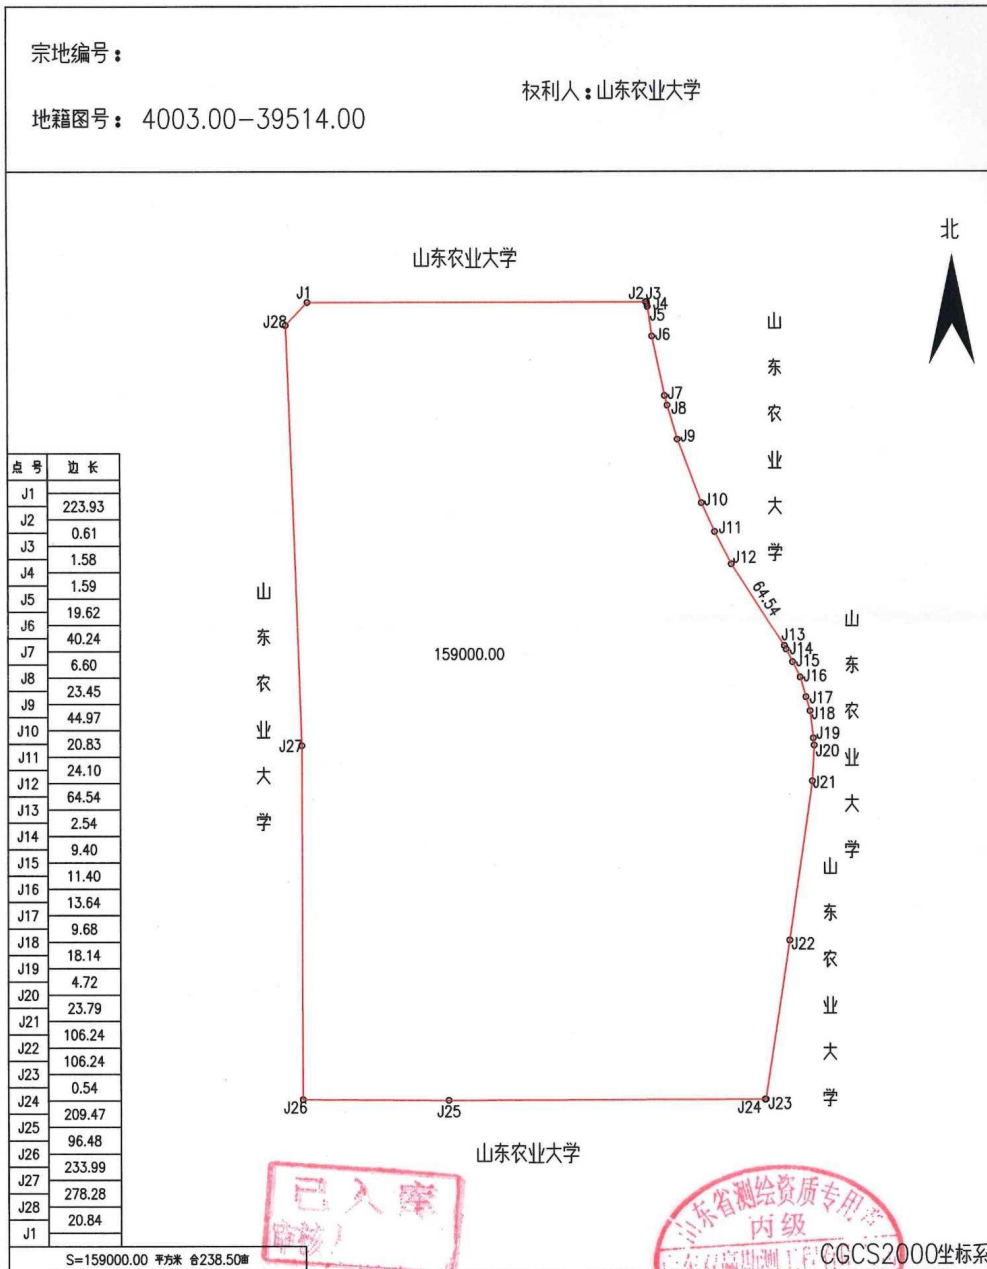 宗地编号：
权利人：山东农业大学
地籍图号： 4003.00-39514.00
北
山东农业大学
J1
J2
J3
J4
J5
J6
J7
J8
J9
J10
J11
J12
64.54
J13
J14
J15
J16
J17
J18
J19
J20
J21
J22
J23
J24
J25
J26
J27
J28
山东农业大学
山东农业大学
山东农业大学
山东农业大学
159000.00
山东农业大学
点号 边长
J1
223.93
J2
0.61
J3
1.58
J4
1.59
J5
19.62
J6
40.24
J7
6.60
J8
23.45
J9
44.97
J10
20.83
J11
24.10
J12
64.54
J13
2.54
J14
9.40
J15
11.40
J16
13.64
J17
9.68
J18
18.14
J19
4.72
J20
23.79
J21
106.24
J22
106.24
J23
0.54
J24
209.47
J25
96.48
J26
233.99
J27
278.28
J28
20.84
J1
S=159000.00 平方米 合238.50亩
已入库
山东省测绘资质专用章
丙级
CGCS2000坐标系